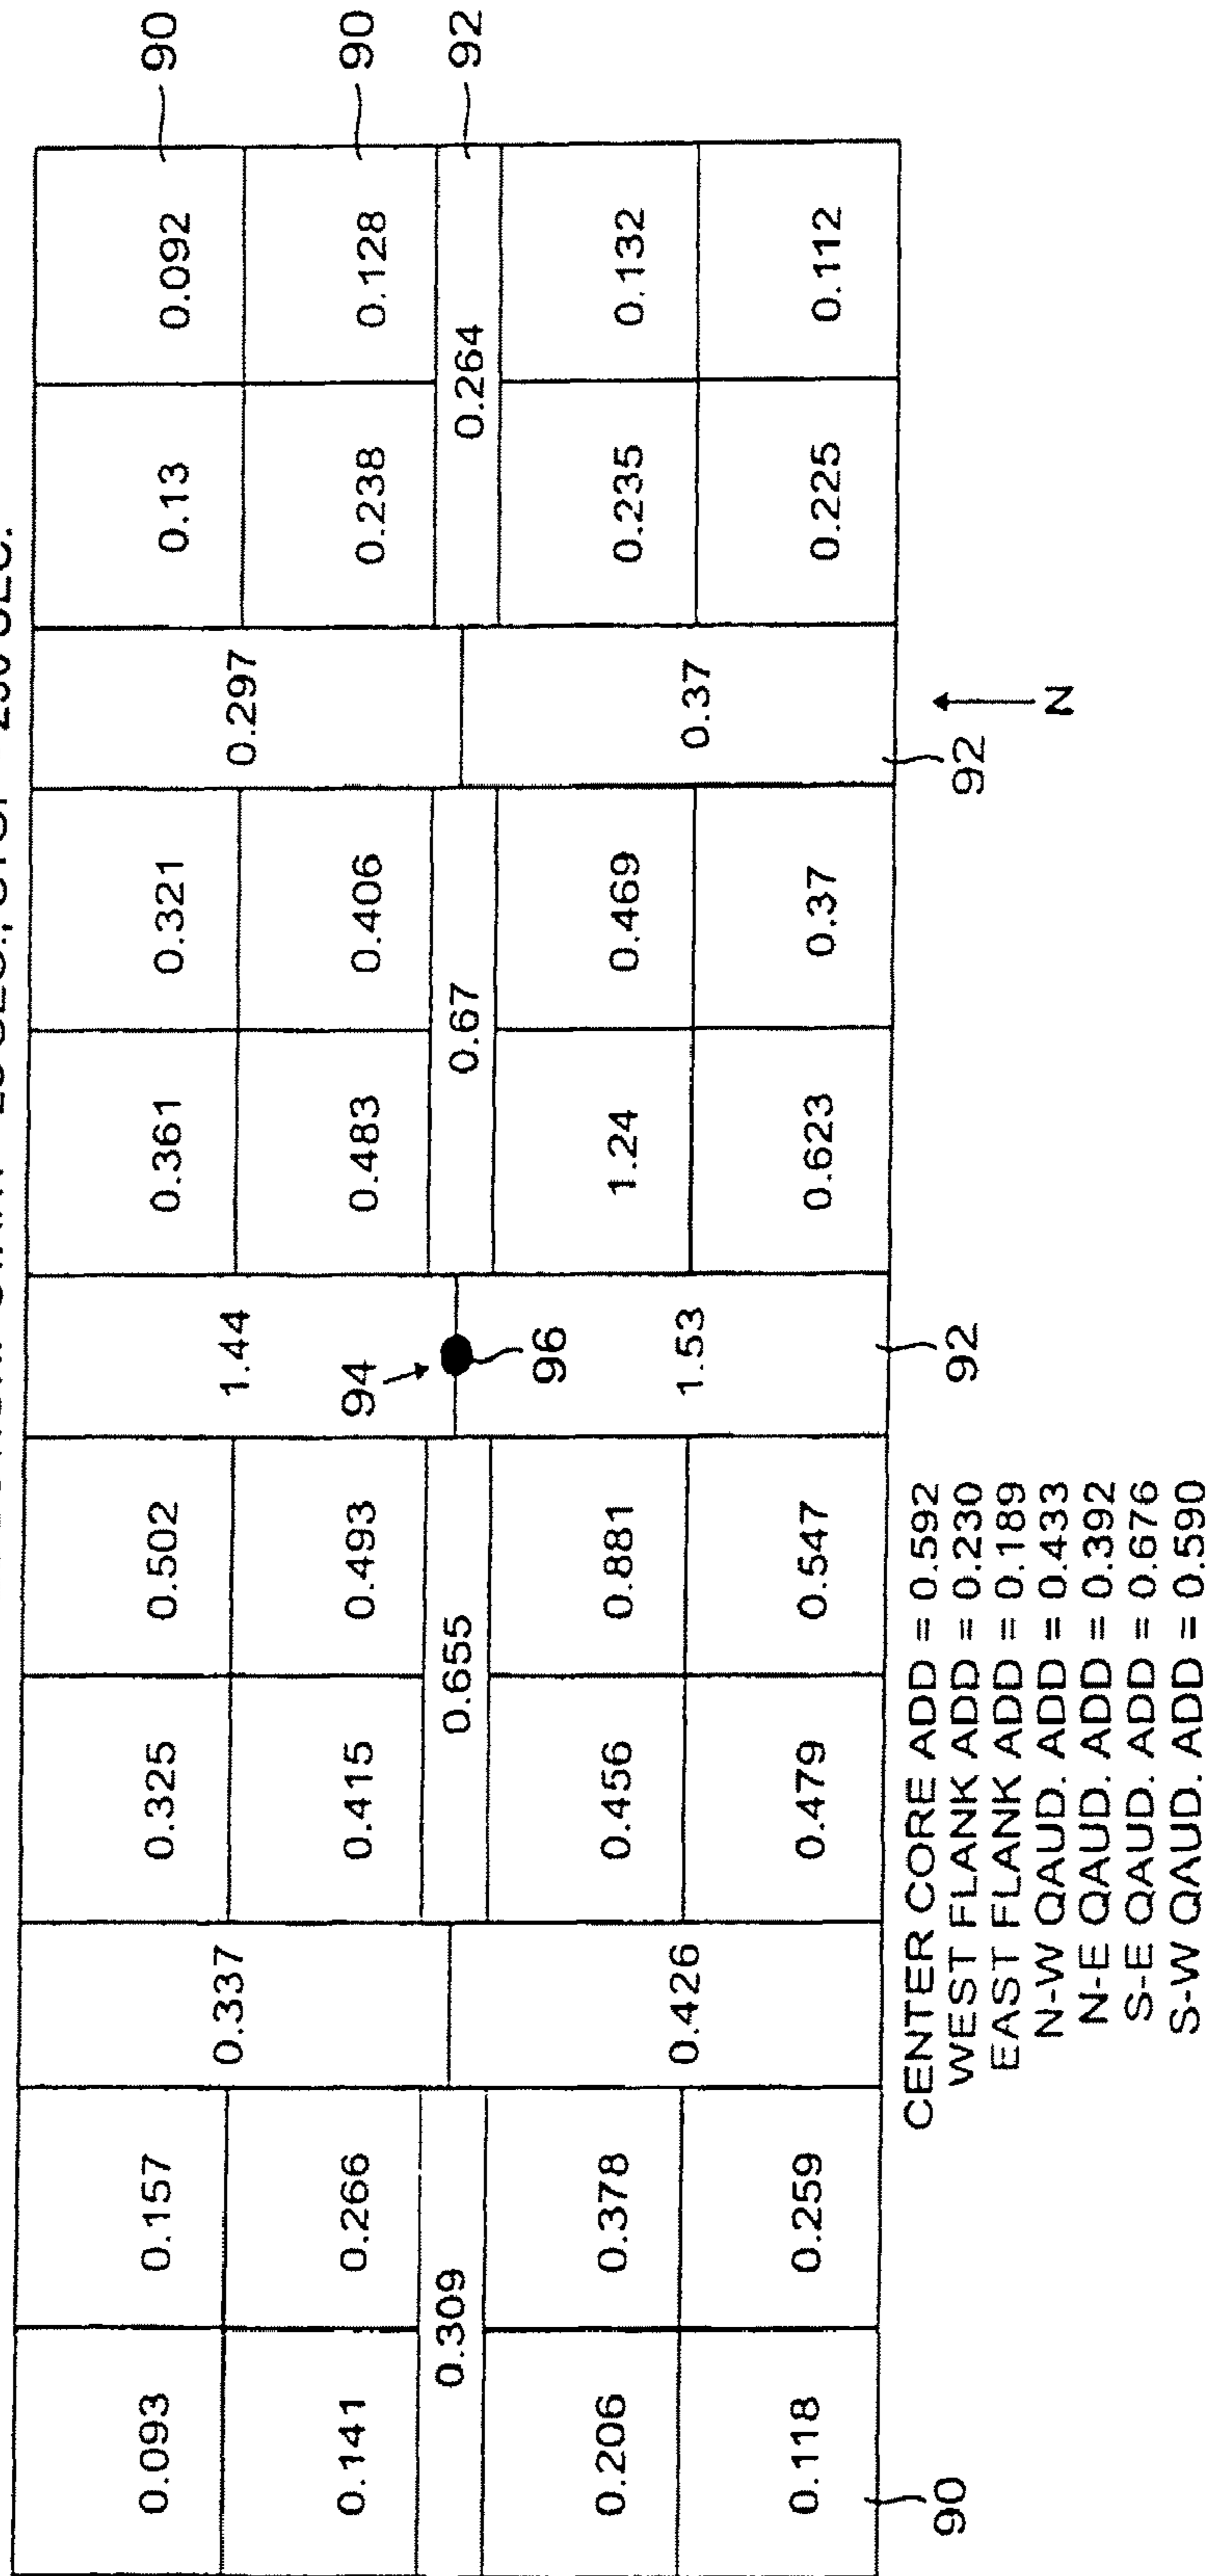 0.093 0.157 0.325 0.502 0.361 0.321 0.13 0.092 90
0.337 1.44 0.297
0.141 0.266 0.415 0.493 94 0.483 0.406 0.238 0.128 90
0.309 0.655 0.67 0.264 92
96
0.206 0.378 0.456 0.881 1.24 0.469 0.235 0.132
0.426 1.53 0.37
0.118 0.259 0.479 0.547 0.623 0.37 0.225 0.112
90 92 92
N
CENTER CORE ADD = 0.592
WEST FLANK ADD = 0.230
EAST FLANK ADD = 0.189
N-W QAUD. ADD = 0.433
N-E QAUD. ADD = 0.392
S-E QAUD. ADD = 0.676
S-W QAUD. ADD = 0.590